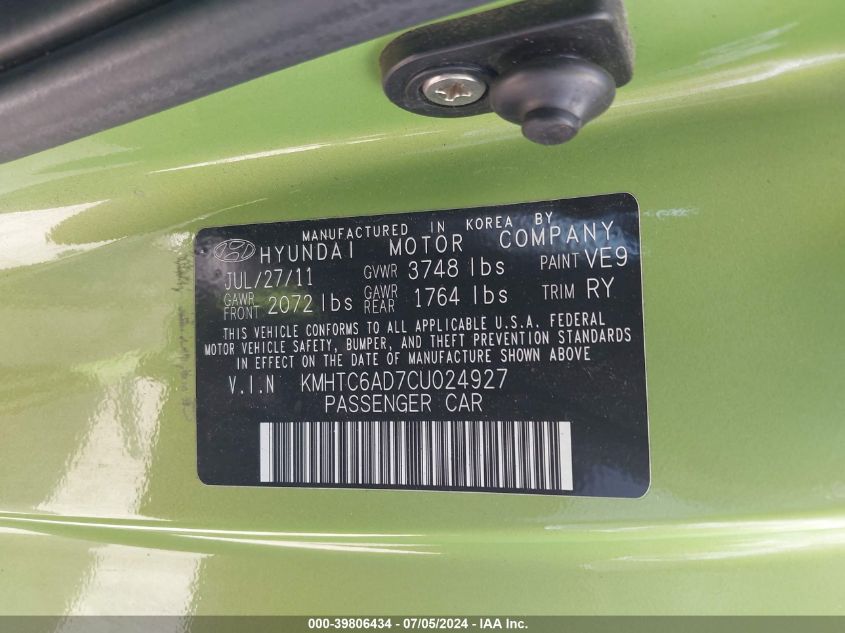 MANUFACTURED IN KOREA BY
HYUNDAI MOTOR COMPANY
JUL/27/11 GVWR 3748 lbs PAINT VE9
GAWR FRONT 2072 lbs GAWR REAR 1764 lbs TRIM RY
THIS VEHICLE CONFORMS TO ALL APPLICABLE U.S.A. FEDERAL
MOTOR VEHICLE SAFETY, BUMPER, AND THEFT PREVENTION STANDARDS
IN EFFECT ON THE DATE OF MANUFACTURE SHOWN ABOVE
V.I.N KMHTC6AD7CU024927
PASSENGER CAR
000-39806434 - 07/05/2024 - IAA Inc.